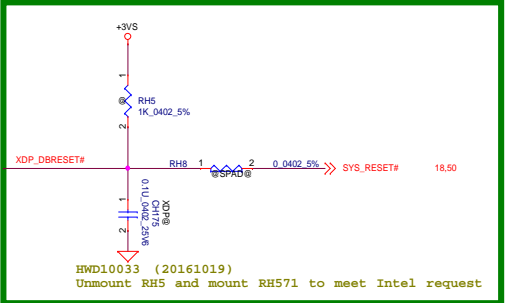 +3VS
1
@ RH5
1K_0402_5%
2
XDP_DBRESET#
RH8 1 2 0_0402_5% SYS_RESET# 18,50
@SPAD@
1
2
0.1U_0402_25V6
CH175
XDP@
HWD10033 (20161019)
Unmount RH5 and mount RH571 to meet Intel request